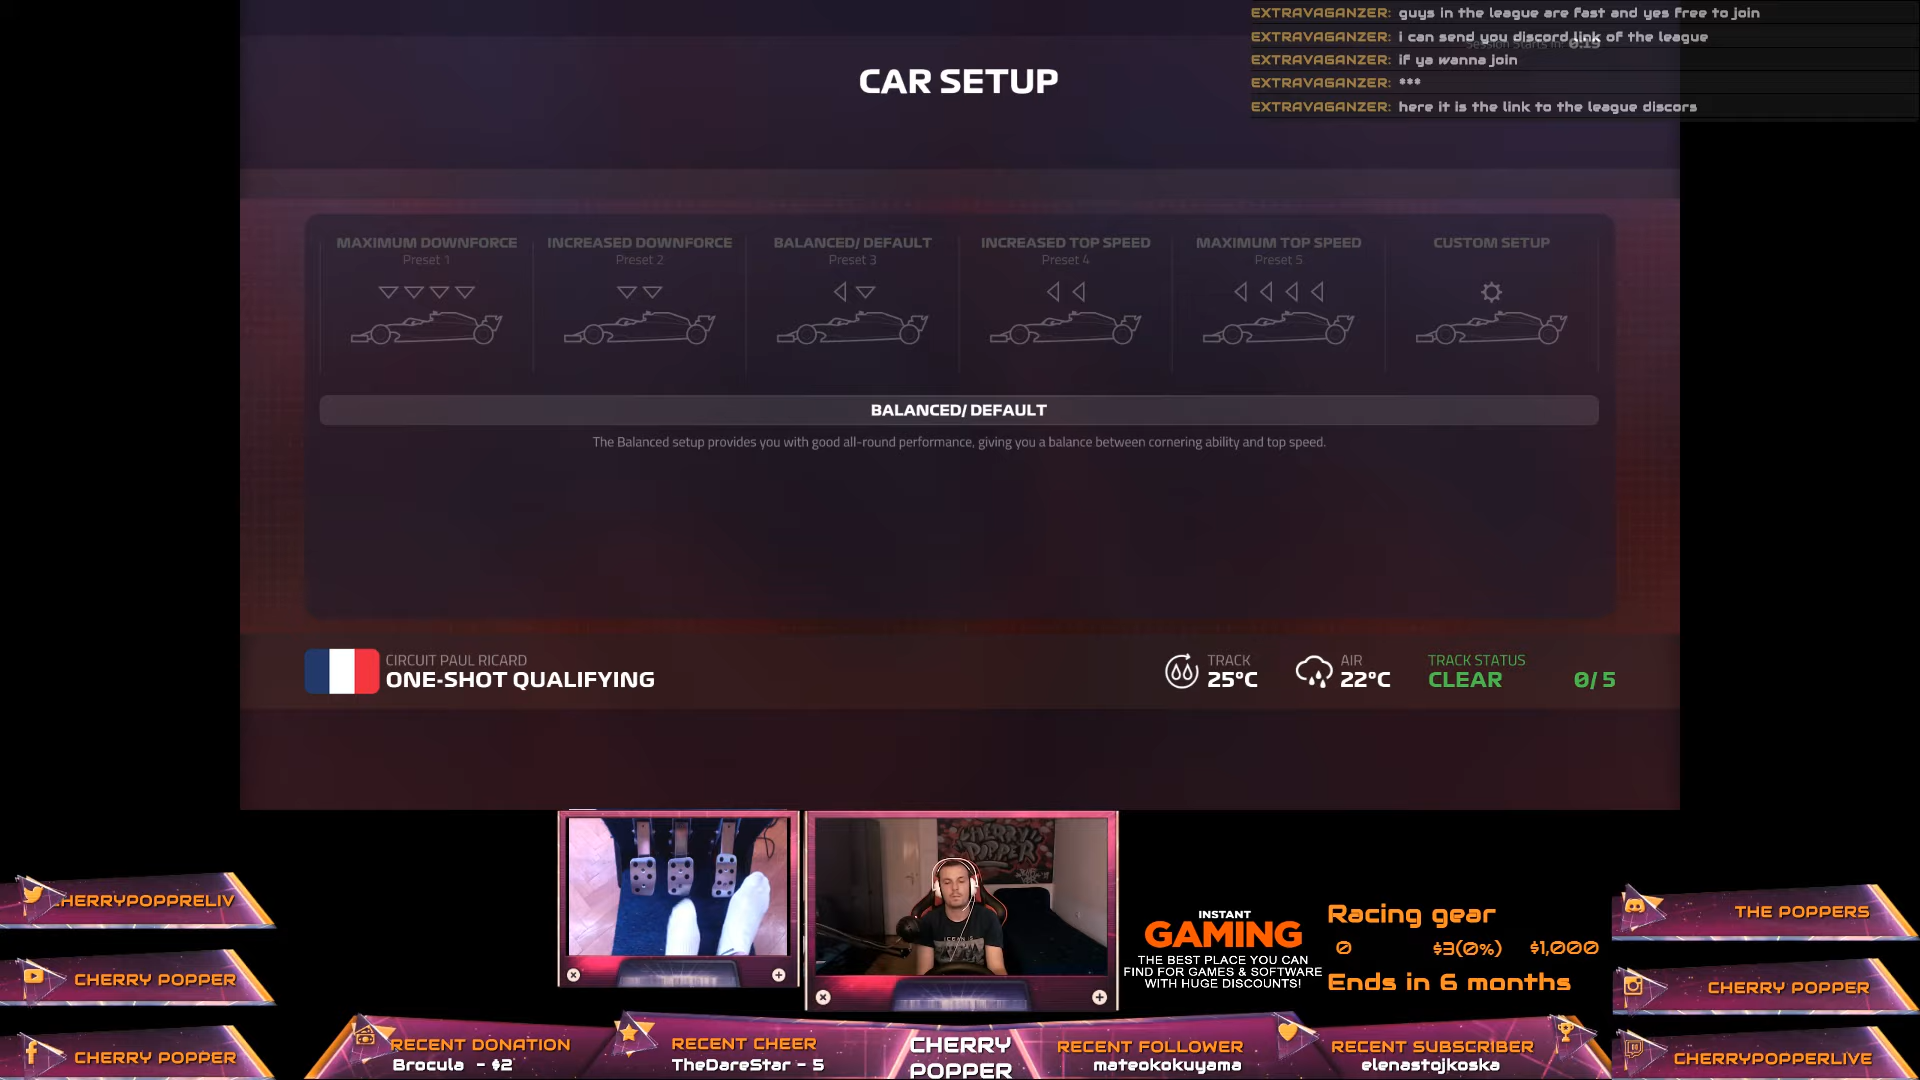 EXTRAVAGANZER: guys in the league are fast and yes free to join
EXTRAVAGANZER: i can send you discord link of the league
Session Starts in: 0:15
EXTRAVAGANZER: if ya wanna join
EXTRAVAGANZER: ***
EXTRAVAGANZER: here it is the link to the league discors
CAR SETUP
MAXIMUM DOWNFORCE
Preset 1
INCREASED DOWNFORCE
Preset 2
BALANCED/ DEFAULT
Preset 3
INCREASED TOP SPEED
Preset 4
MAXIMUM TOP SPEED
Preset 5
CUSTOM SETUP
BALANCED/ DEFAULT
The Balanced setup provides you with good all-round performance, giving you a balance between cornering ability and top speed.
CIRCUIT PAUL RICARD
ONE-SHOT QUALIFYING
TRACK
25°C
AIR
22°C
TRACK STATUS
CLEAR
0/5
CHERRY
POPPER
HERRYPOPPRELIV
CHERRY POPPER
CHERRY POPPER
INSTANT
GAMING
THE BEST PLACE YOU CAN
FIND FOR GAMES & SOFTWARE
WITH HUGE DISCOUNTS!
Racing gear
0 $3(0%) $1,000
Ends in 6 months
THE POPPERS
CHERRY POPPER
CHERRYPOPPERLIVE
RECENT DONATION
Brocula - $2
RECENT CHEER
TheDareStar - 5
CHERRY
POPPER
RECENT FOLLOWER
mateokokuyama
RECENT SUBSCRIBER
elenastojkoska